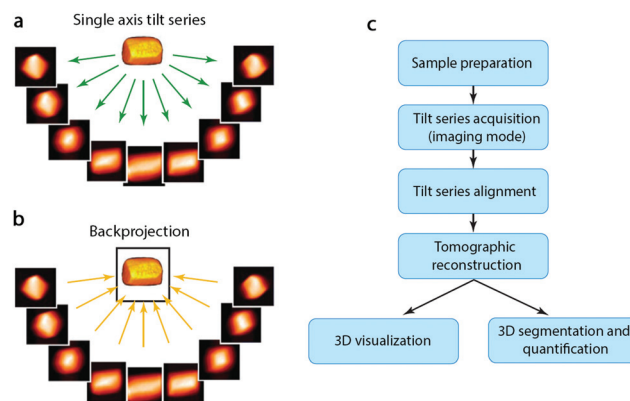 a
Single axis tilt series
b
Backprojection
c
Sample preparation
Tilt series acquisition
(imaging mode)
Tilt series alignment
Tomographic
reconstruction
3D visualization
3D segmentation and
quantification